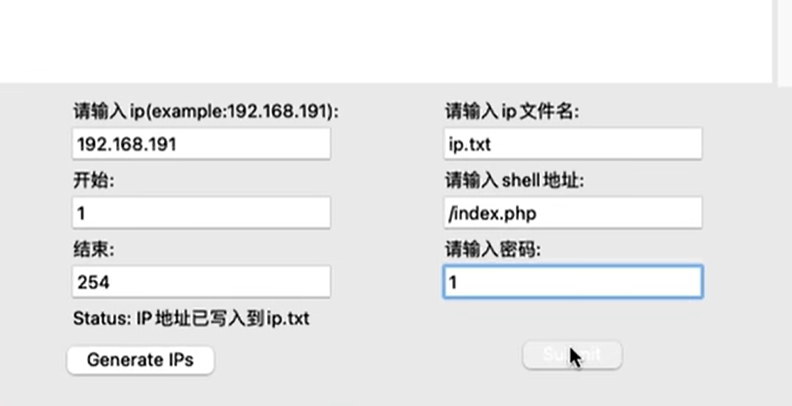 请输入ip(example:192.168.191):
192.168.191
开始:
1
结束:
254
Status: IP地址已写入到ip.txt
Generate IPs
请输入ip文件名:
ip.txt
请输入shell地址:
/index.php
请输入密码:
1
Submit